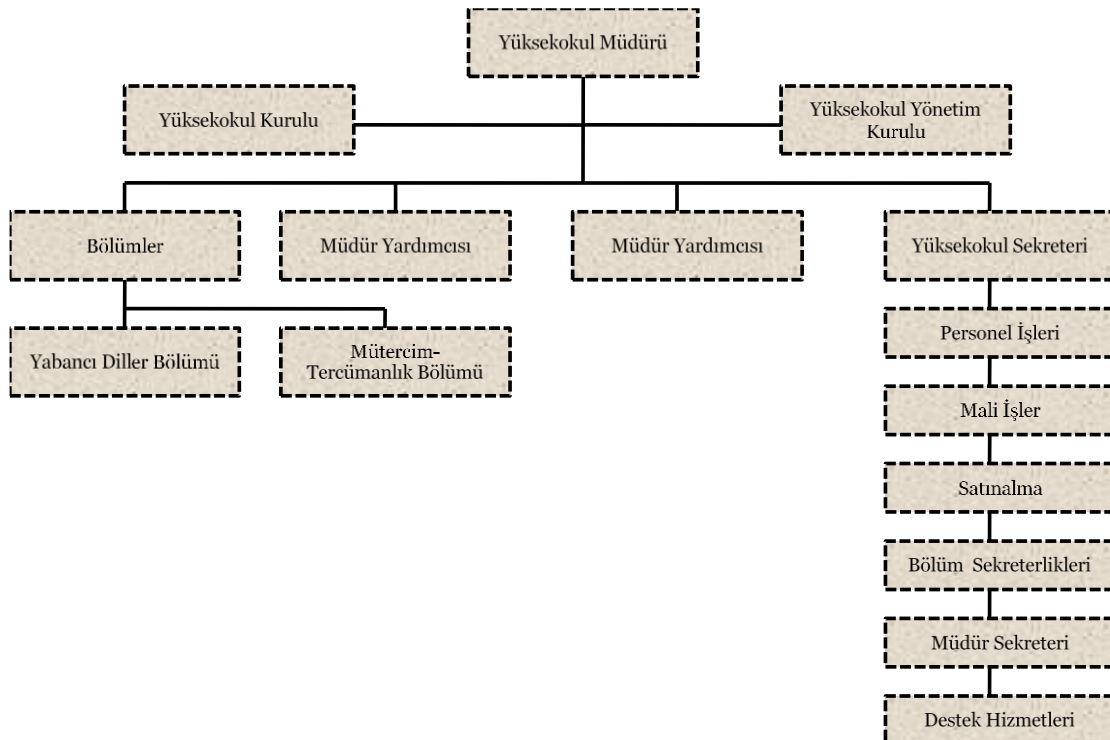 Yüksekokul Müdürü
Yüksekokul Kurulu
Yüksekokul Yönetim
Kurulu
Bölümler
Müdür Yardımcısı
Müdür Yardımcısı
Yüksekokul Sekreteri
Yabancı Diller Bölümü
Mütercim-
Tercümanlık Bölümü
Personel İşleri
Mali İşler
Satınalma
Bölüm Sekreterlikleri
Müdür Sekreteri
Destek Hizmetleri